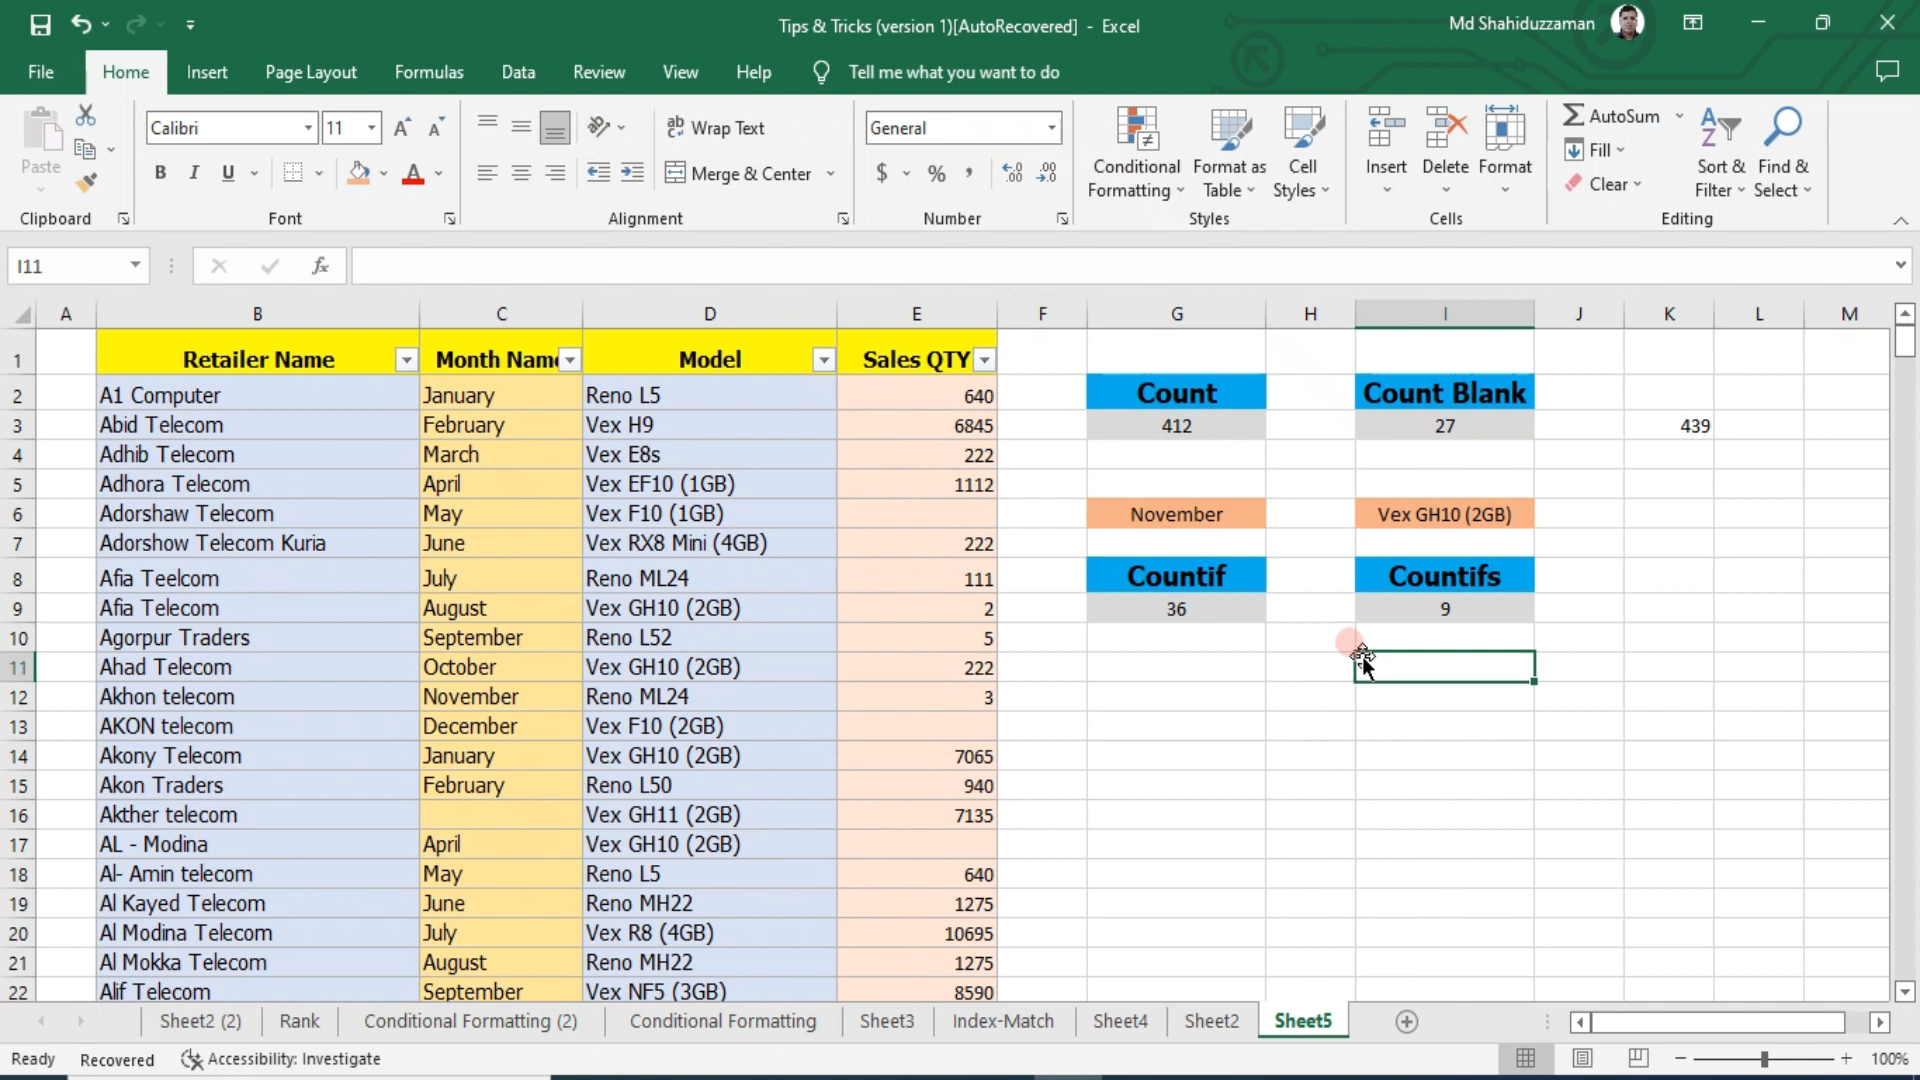 Tips & Tricks (version 1)[AutoRecovered] - Excel
Md Shahiduzzaman
File Home Insert Page Layout Formulas Data Review View Help Tell me what you want to do
Paste
Calibri 11
Wrap Text
General
B I U
Merge & Center
$ % ,
Conditional Formatting
Format as Table
Cell Styles
Insert
Delete
Format
AutoSum
Fill
Clear
Sort & Filter
Find & Select
Clipboard Font Alignment Number Styles Cells Editing
I11 fx
A B C D E F G H I J K L M
1 Retailer Name Month Name Model Sales QTY
2 A1 Computer January Reno L5 640 Count Count Blank
3 Abid Telecom February Vex H9 6845 412 27 439
4 Adhib Telecom March Vex E8s 222
5 Adhora Telecom April Vex EF10 (1GB) 1112
6 Adorshaw Telecom May Vex F10 (1GB) November Vex GH10 (2GB)
7 Adorshow Telecom Kuria June Vex RX8 Mini (4GB) 222
8 Afia Teelcom July Reno ML24 111 Countif Countifs
9 Afia Telecom August Vex GH10 (2GB) 2 36 9
10 Agorpur Traders September Reno L52 5
11 Ahad Telecom October Vex GH10 (2GB) 222
12 Akhon telecom November Reno ML24 3
13 AKON telecom December Vex F10 (2GB)
14 Akony Telecom January Vex GH10 (2GB) 7065
15 Akon Traders February Reno L50 940
16 Akther telecom Vex GH11 (2GB) 7135
17 AL - Modina April Vex GH10 (2GB)
18 Al- Amin telecom May Reno L5 640
19 Al Kayed Telecom June Reno MH22 1275
20 Al Modina Telecom July Vex R8 (4GB) 10695
21 Al Mokka Telecom August Reno MH22 1275
22 Alif Telecom September Vex NF5 (3GB) 8590
Sheet2 (2) Rank Conditional Formatting (2) Conditional Formatting Sheet3 Index-Match Sheet4 Sheet2 Sheet5
Ready Recovered Accessibility: Investigate 100%